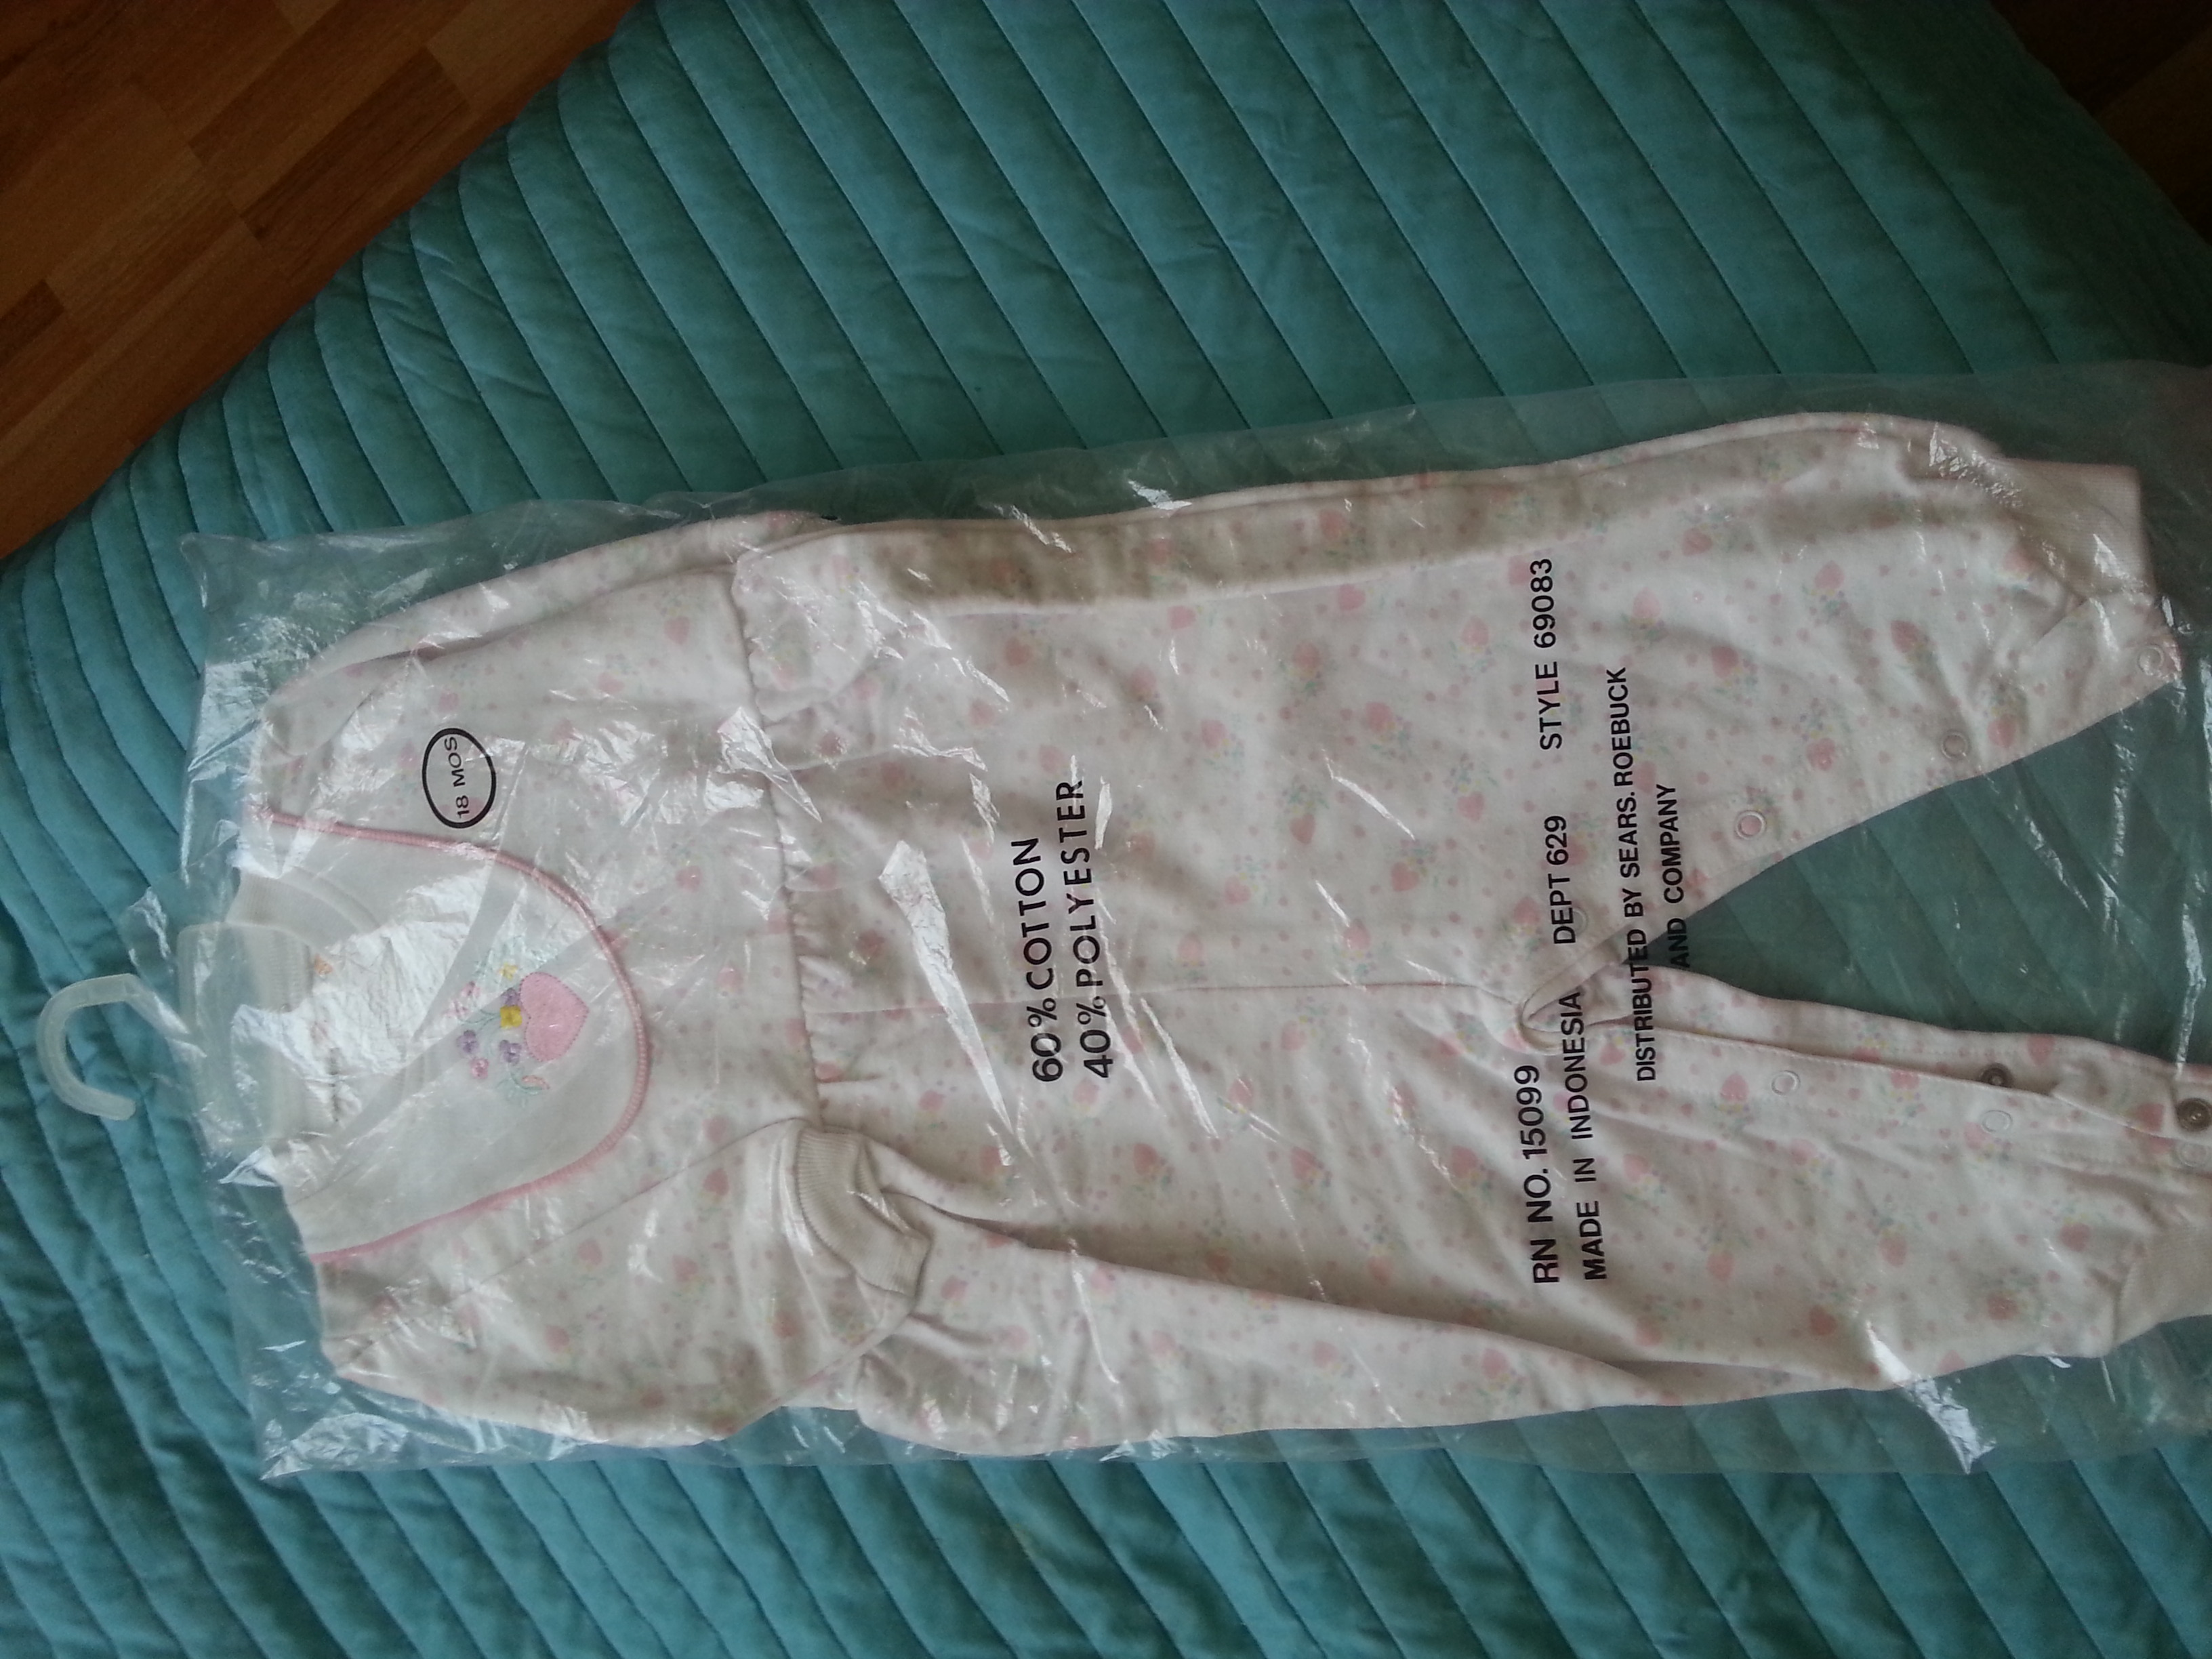 18 MOS
60% COTTON
40% POLYESTER
RN NO. 15099 DEPT 629 STYLE 69083
MADE IN INDONESIA
DISTRIBUTED BY SEARS. ROEBUCK
AND COMPANY